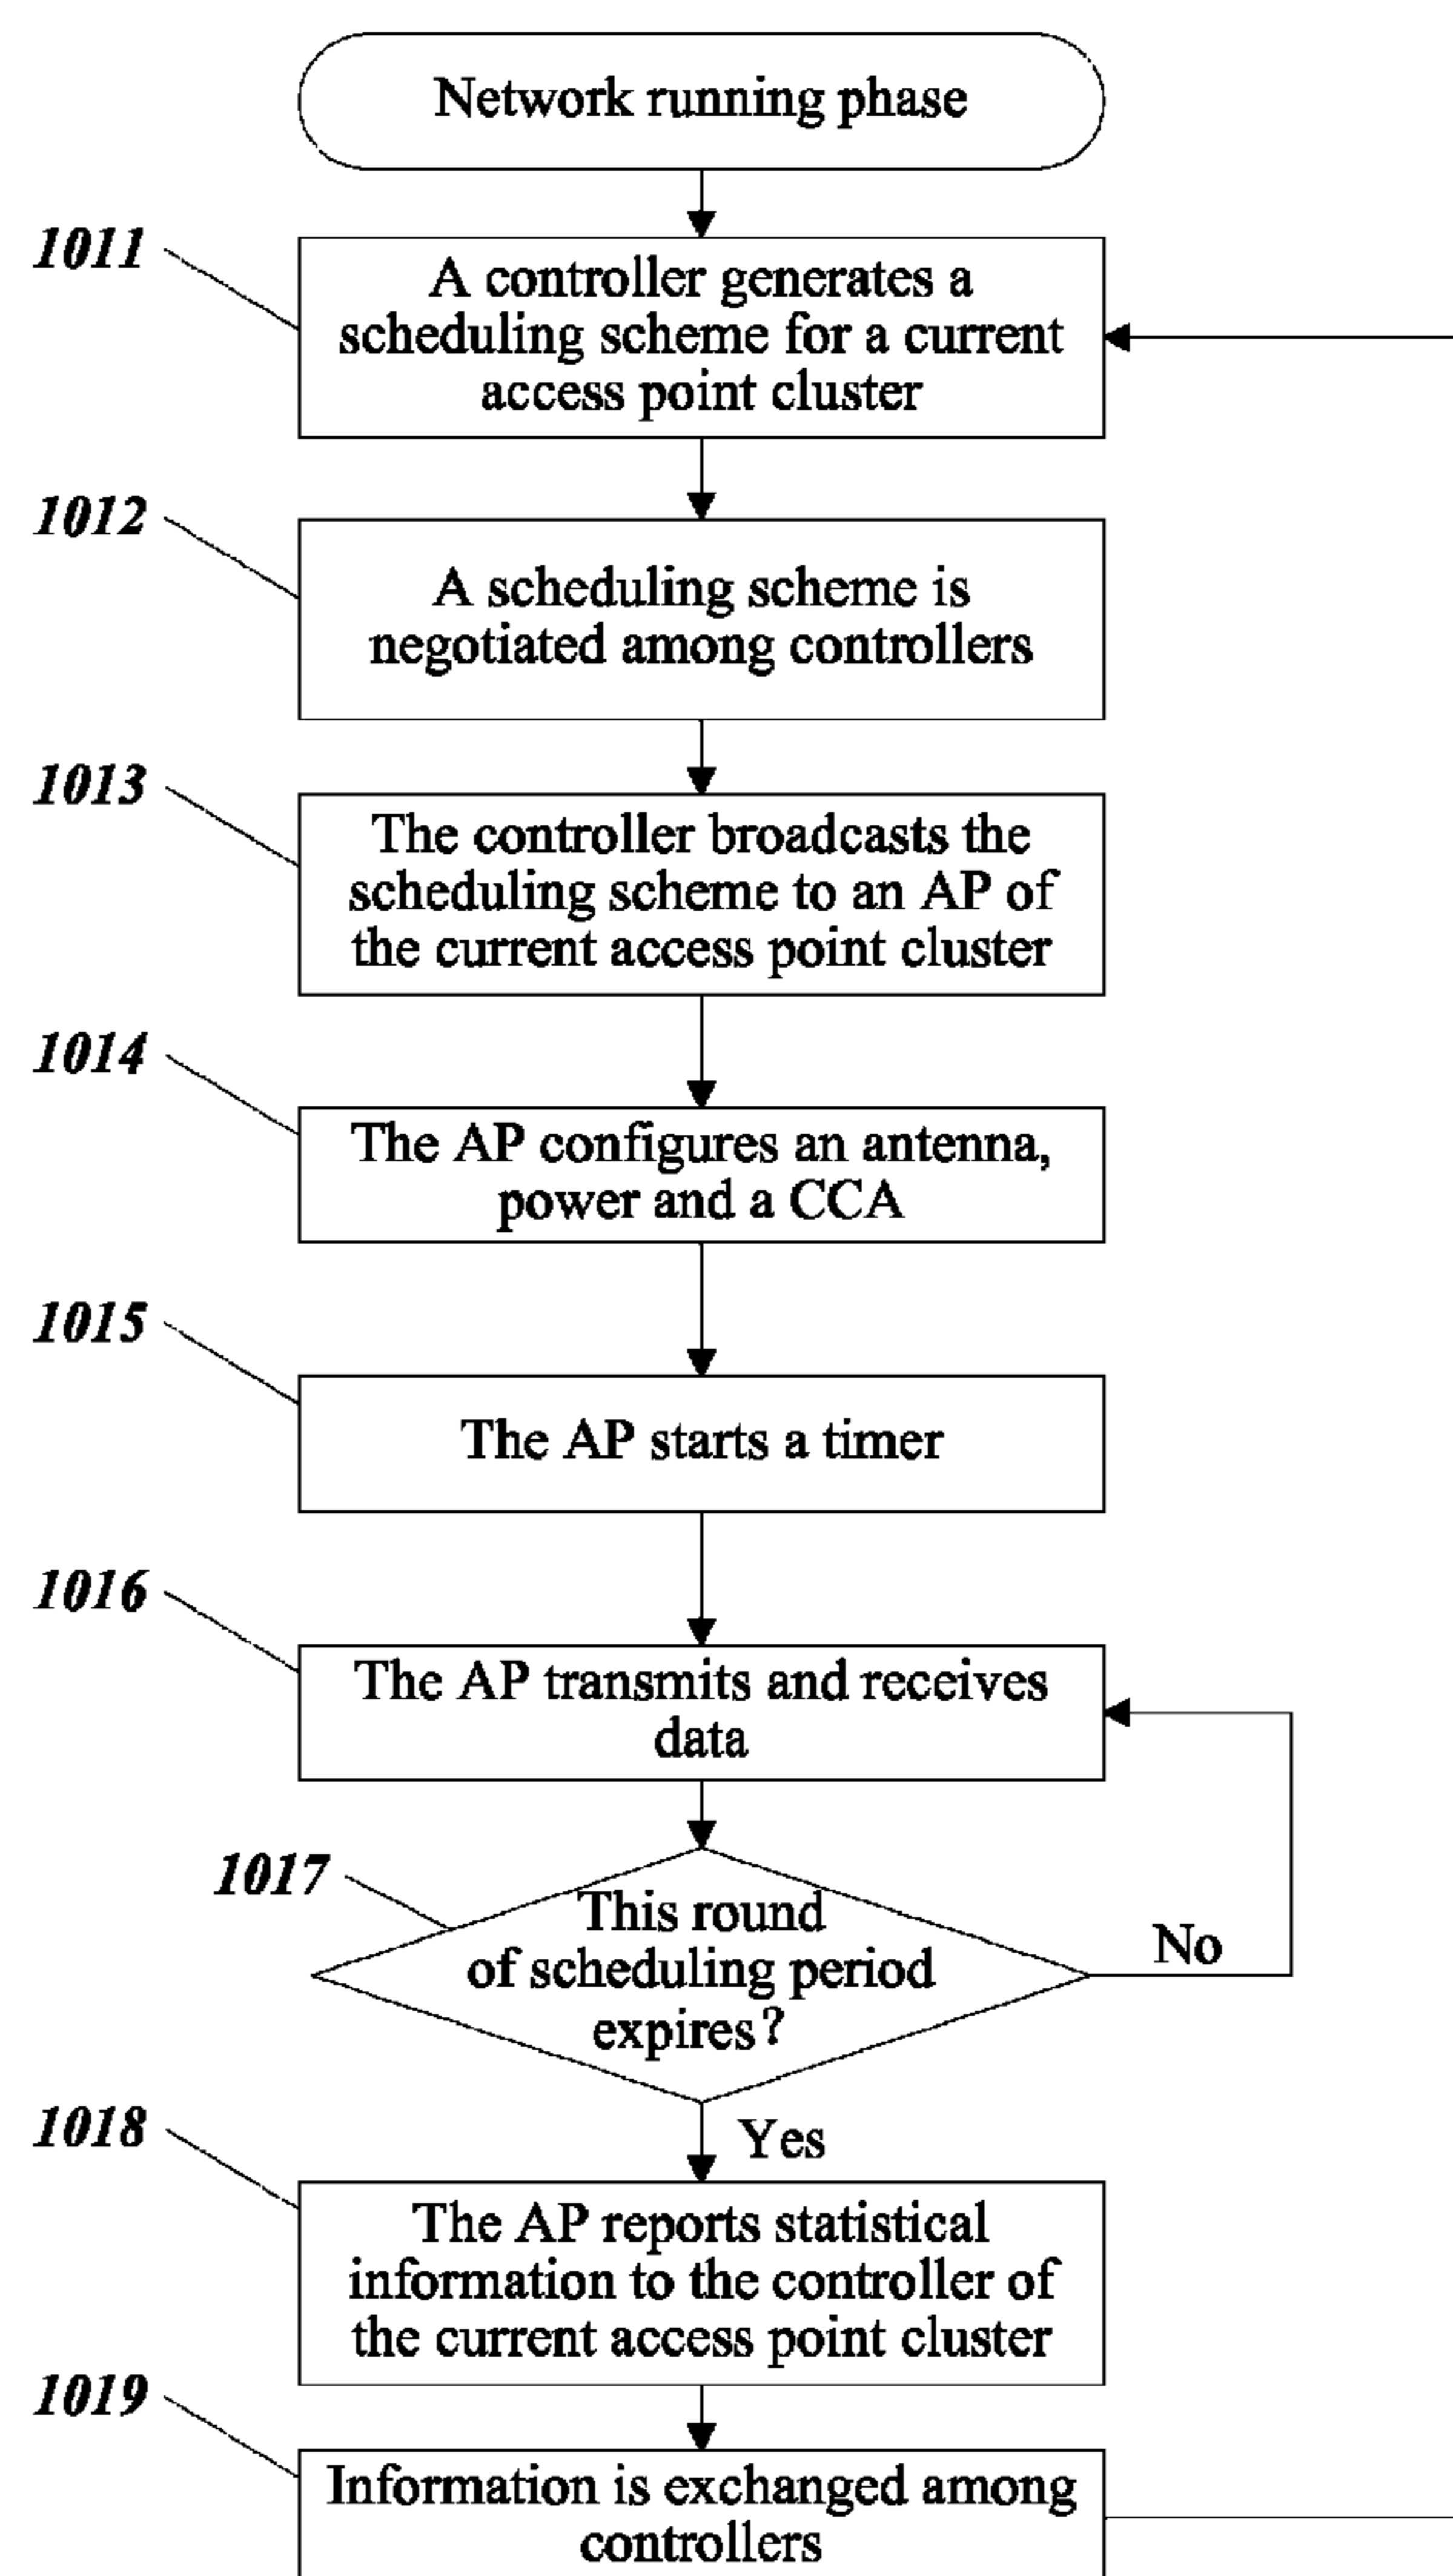 Network running phase
1011
A controller generates a
scheduling scheme for a current
access point cluster
1012
A scheduling scheme is
negotiated among controllers
1013
The controller broadcasts the
scheduling scheme to an AP of
the current access point cluster
1014
The AP configures an antenna,
power and a CCA
1015
The AP starts a timer
1016
The AP transmits and receives
data
1017
This round
of scheduling period
expires?
No
Yes
1018
The AP reports statistical
information to the controller of
the current access point cluster
1019
Information is exchanged among
controllers